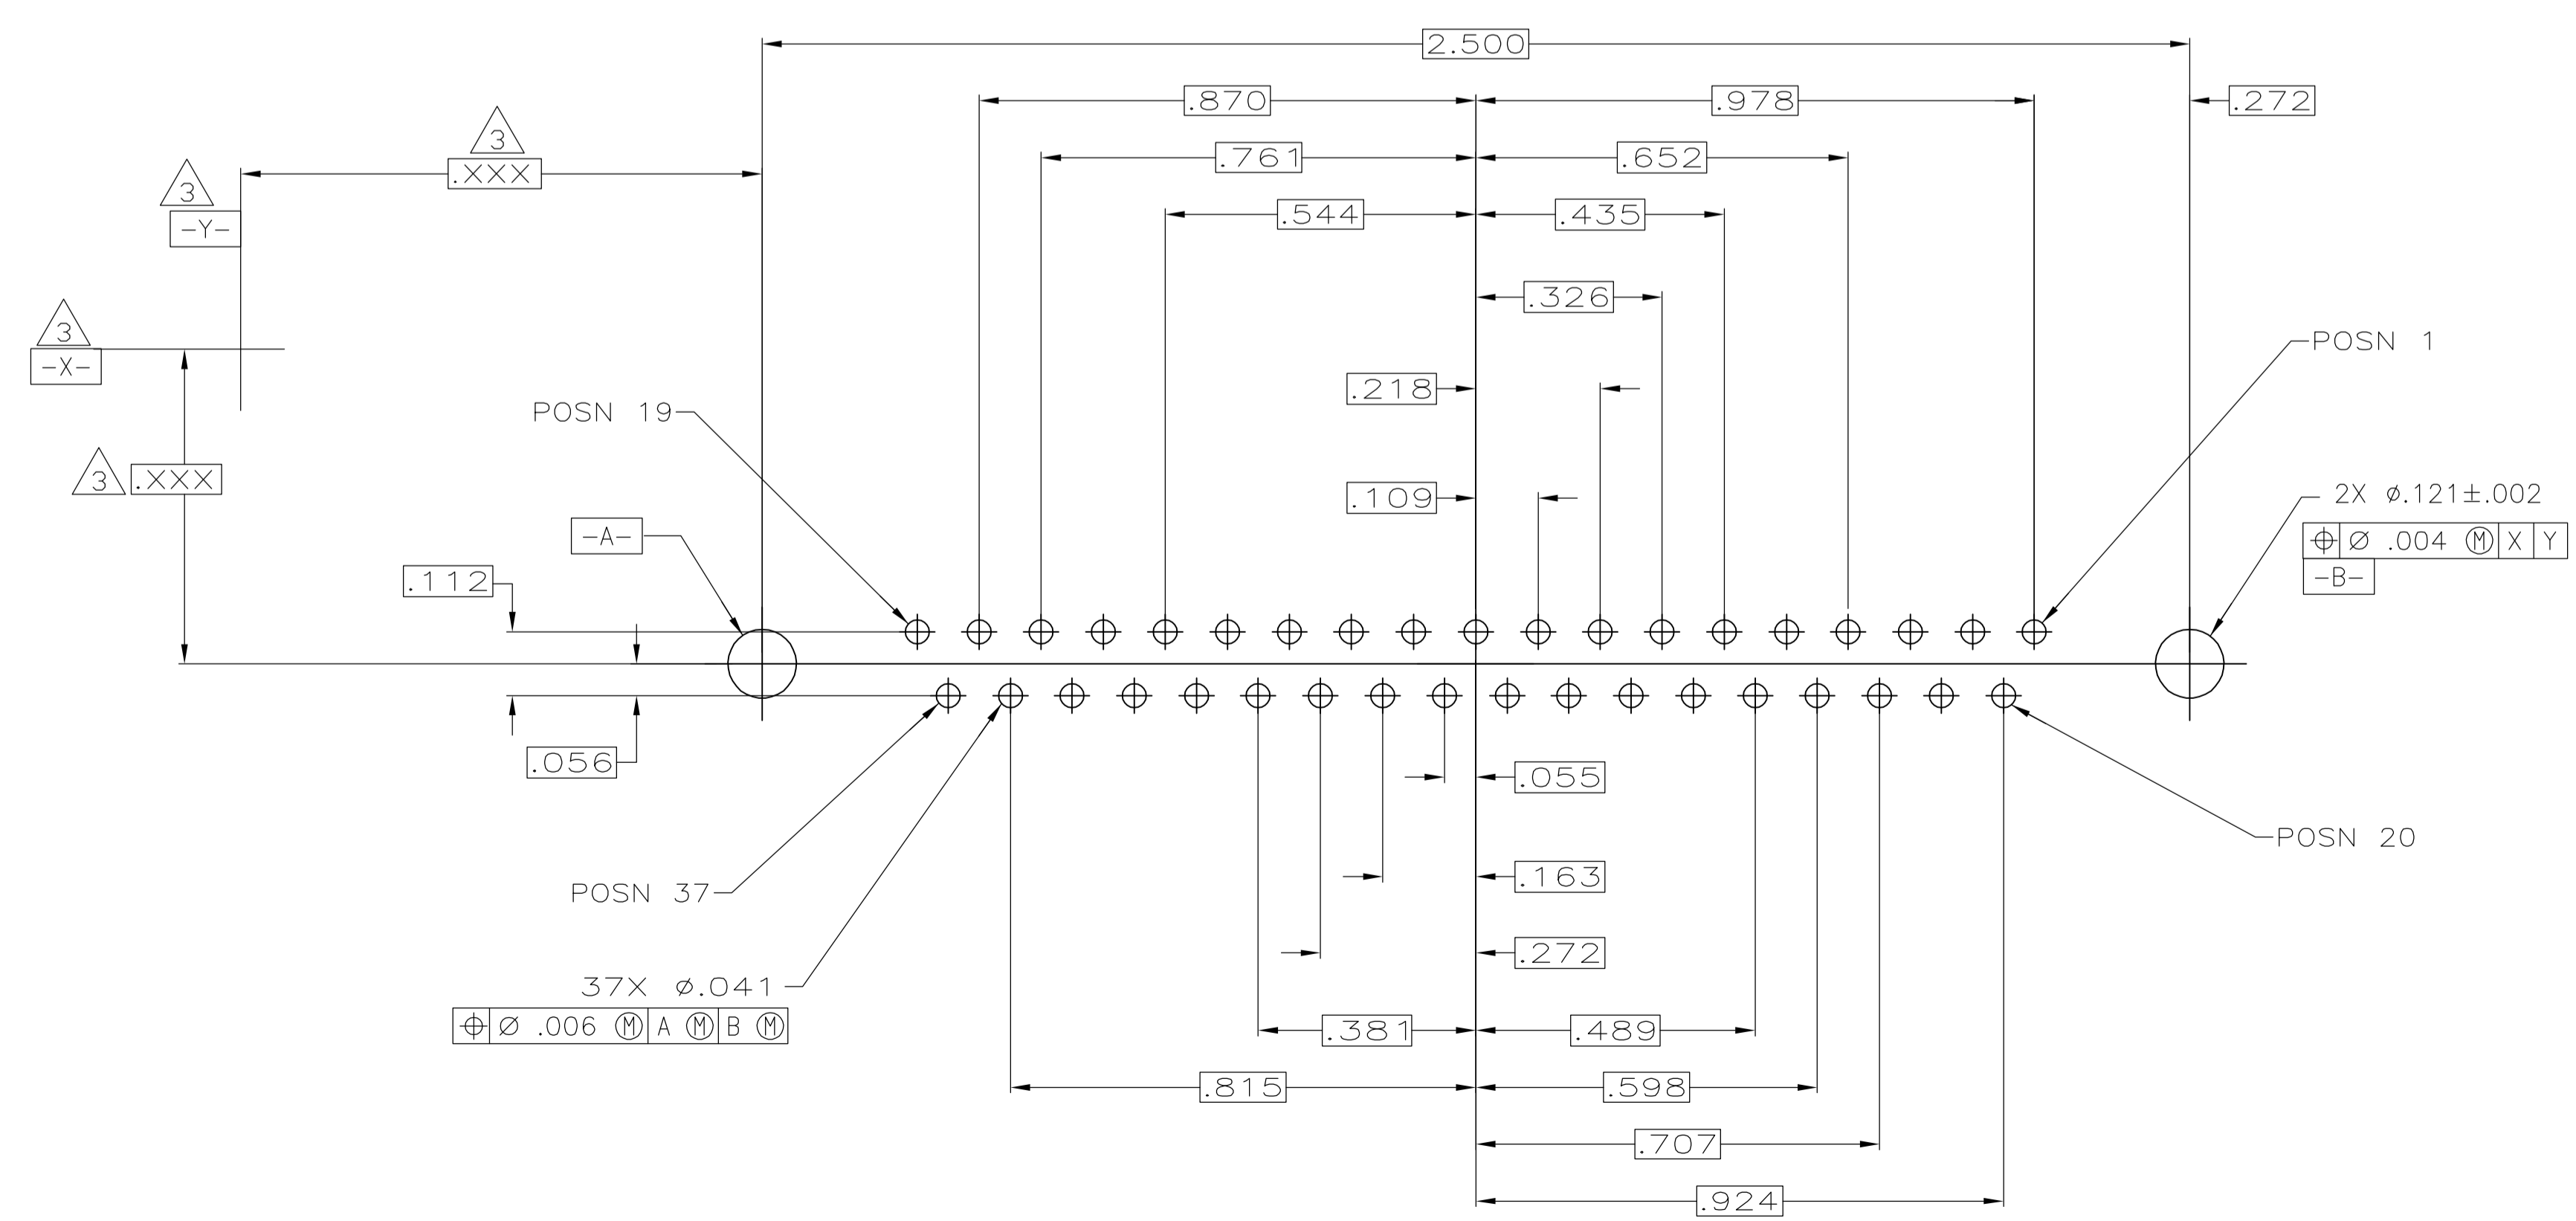 2.500
.870
.978
.272
3
.XXX
.761
.652
3
-Y-
.544
.435
.326
3
-X-
POSN 1
.218
POSN 19
3
.XXX
.109
2X ⌀.121±.002
⌖ ⌀ .004 Ⓜ X Y
-B-
-A-
.112
.056
.055
POSN 20
.163
POSN 37
.272
37X ⌀.041
⌖ ⌀ .006 Ⓜ A Ⓜ B Ⓜ
.381
.489
.815
.598
.707
.924